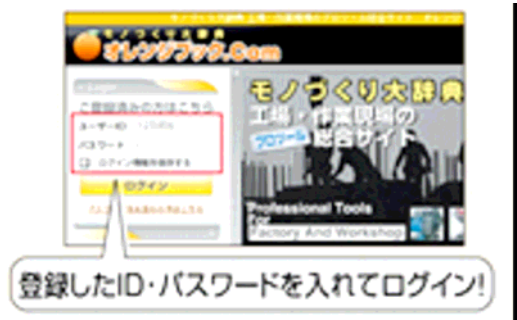 モノづくり大辞典
オレンジブック.Com
Login
ご登録済みの方はこちら
ユーザーID
パスワード
ログイン情報を保存する
ログイン
モノづくり大辞典
工場・作業現場の
プロツール総合サイト
Professional Tools
For
Factory And Workshop
登録したID・パスワードを入れてログイン!